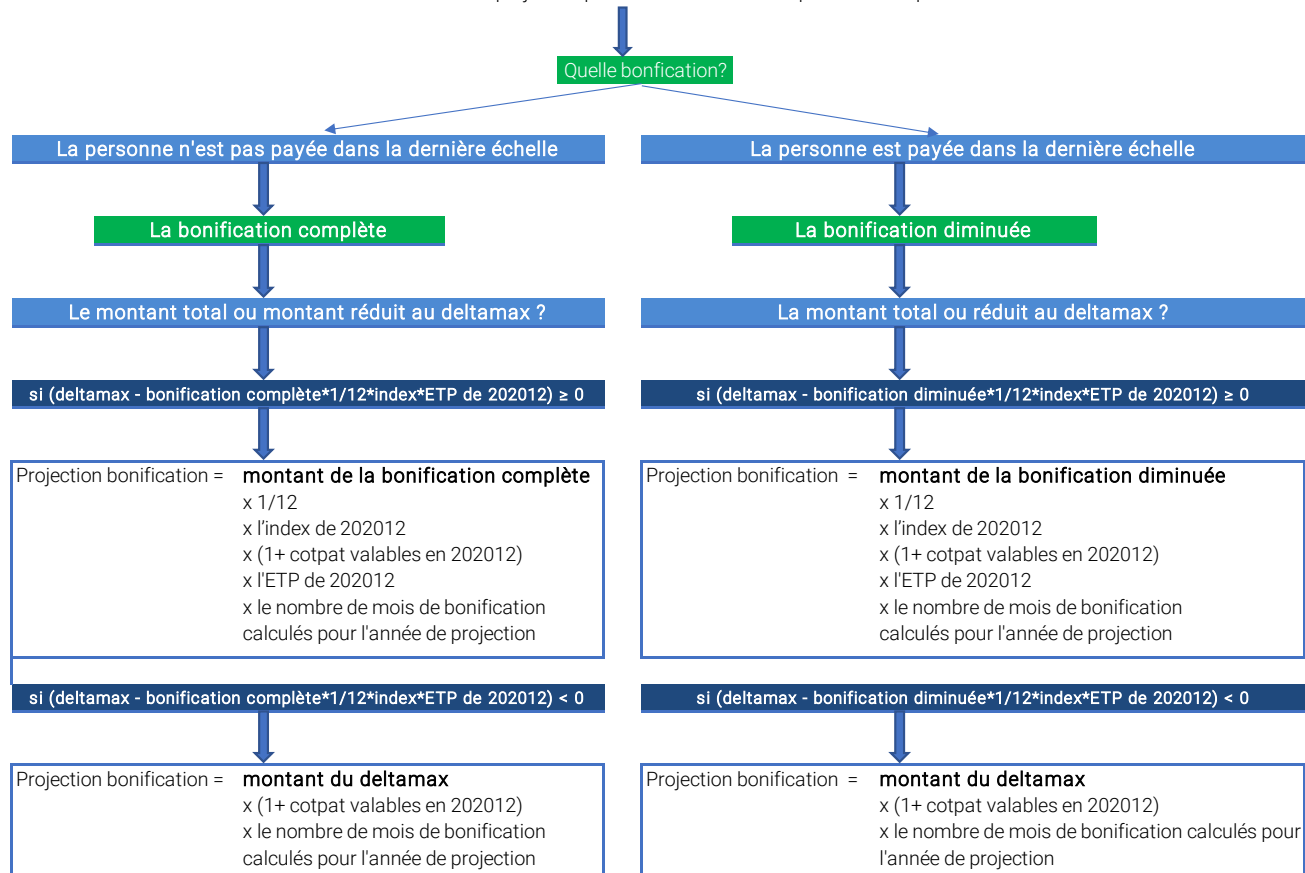 Quelle bonfication?
La personne n'est pas payée dans la dernière échelle
La bonification complète
Le montant total ou montant réduit au deltamax ?
si (deltamax - bonification complète*1/12*index*ETP de 202012) ≥ 0
Projection bonification = montant de la bonification complète
x 1/12
x l’index de 202012
x (1+ cotpat valables en 202012)
x l'ETP de 202012
x le nombre de mois de bonification
calculés pour l'année de projection
si (deltamax - bonification complète*1/12*index*ETP de 202012) < 0
Projection bonification = montant du deltamax
x (1+ cotpat valables en 202012)
x le nombre de mois de bonification
calculés pour l'année de projection
La personne est payée dans la dernière échelle
La bonification diminuée
La montant total ou réduit au deltamax ?
si (deltamax - bonification diminuée*1/12*index*ETP de 202012) ≥ 0
Projection bonification = montant de la bonification diminuée
x 1/12
x l’index de 202012
x (1+ cotpat valables en 202012)
x l'ETP de 202012
x le nombre de mois de bonification
calculés pour l'année de projection
si (deltamax - bonification diminuée*1/12*index*ETP de 202012) < 0
Projection bonification = montant du deltamax
x (1+ cotpat valables en 202012)
x le nombre de mois de bonification calculés pour
l'année de projection